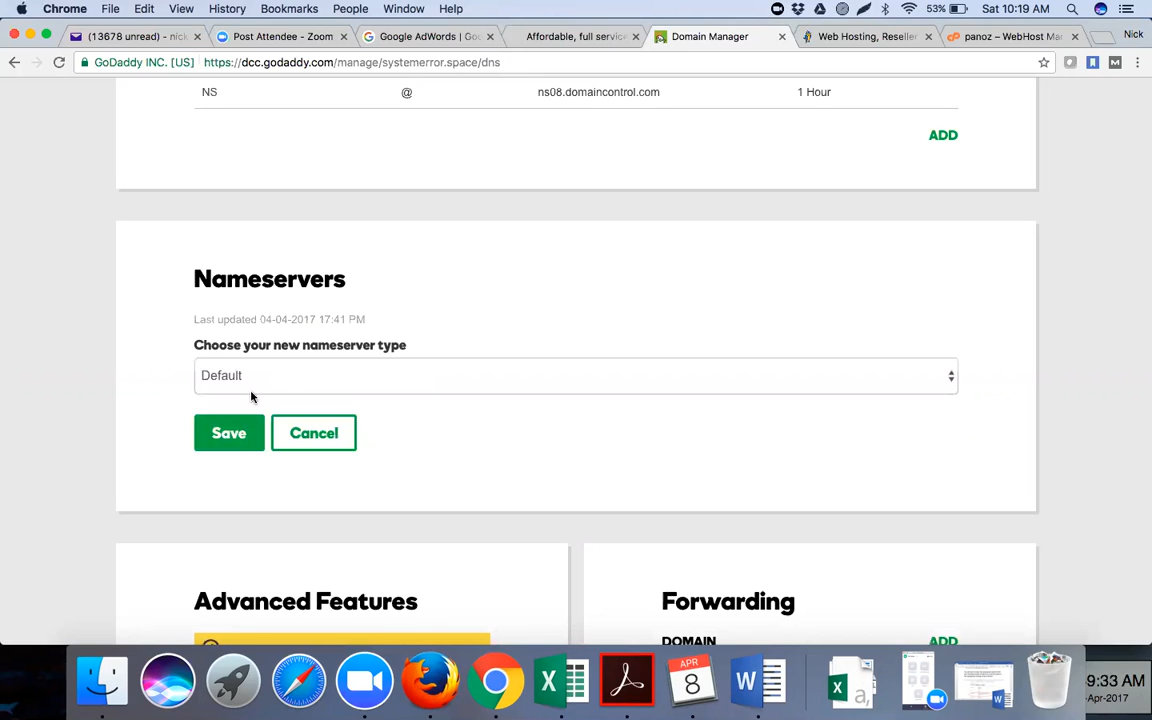 Chrome File Edit View History Bookmarks People Window Help 53% Sat 10:19 AM
(13678 unread) - nick Post Attendee - Zoom Google AdWords | Goo Affordable, full service Domain Manager Web Hosting, Reseller panoz – WebHost Ma Nick
GoDaddy INC. [US] https://dcc.godaddy.com/manage/systemerror.space/dns
NS @ ns08.domaincontrol.com 1 Hour
ADD
Nameservers
Last updated 04-04-2017 17:41 PM
Choose your new nameserver type
Default
Save Cancel
Advanced Features Forwarding
DOMAIN ADD
APR
8
9:33 AM
-Apr-2017